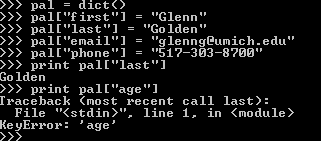 >>> pal = dict()
>>> pal["first"] = "Glenn"
>>> pal["last"] = "Golden"
>>> pal["email"] = "glenng@umich.edu"
>>> pal["phone"] = "517-303-8700"
>>> print pal["last"]
Golden
>>> print pal["age"]
Traceback (most recent call last):
  File "<stdin>", line 1, in <module>
KeyError: 'age'
>>>